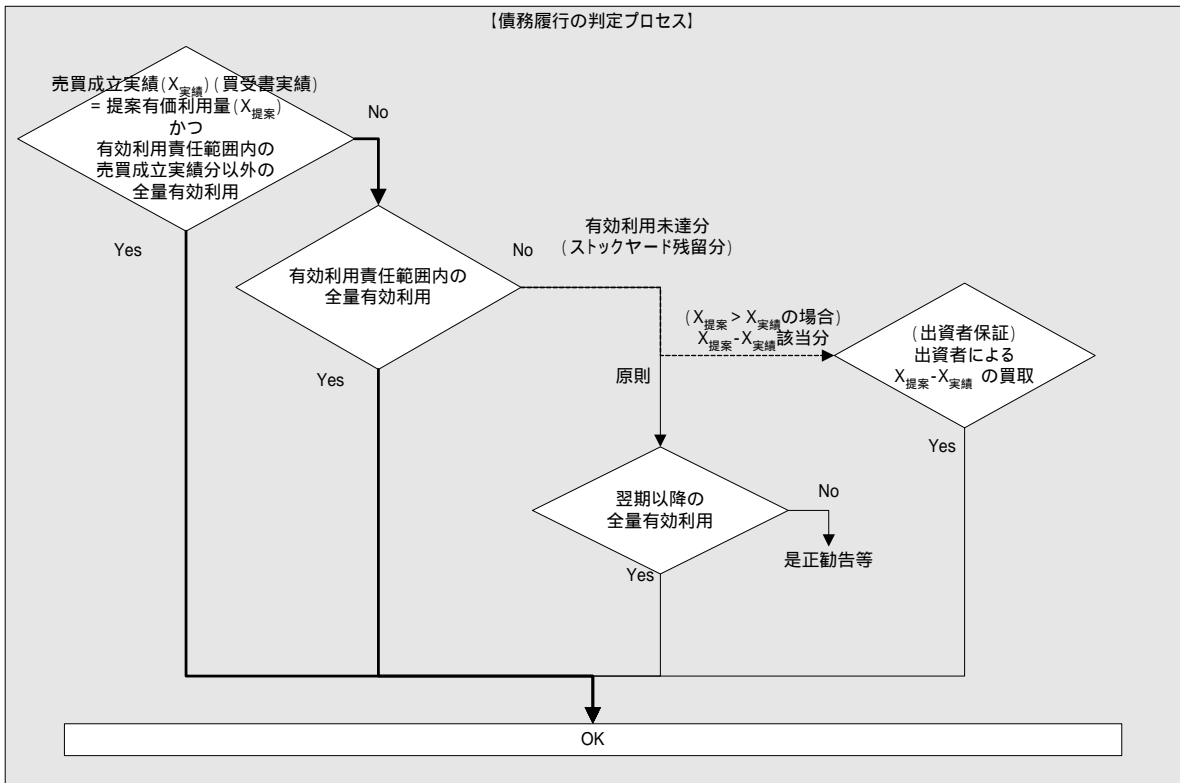 【債務履行の判定プロセス】
売買成立実績(X実績)(買受書実績)
= 提案有価利用量(X提案)
かつ
有効利用責任範囲内の
売買成立実績分以外の
全量有効利用
No
Yes
有効利用責任範囲内の
全量有効利用
No
有効利用未達分
(ストックヤード残留分)
Yes
(X提案 > X実績の場合)
X提案-X実績該当分
原則
(出資者保証)
出資者による
X提案-X実績 の買取
Yes
翌期以降の
全量有効利用
No
是正勧告等
Yes
OK